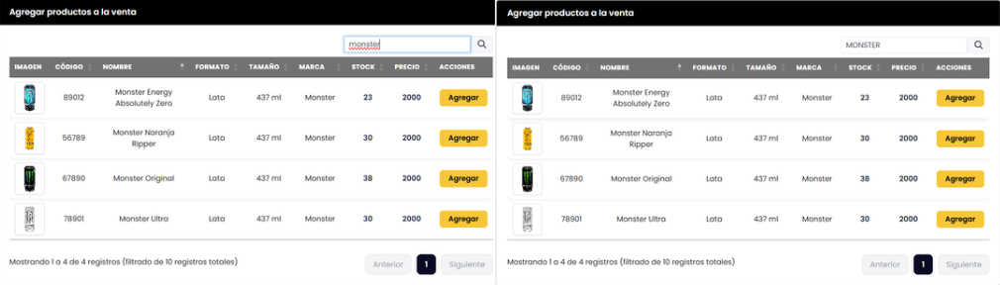 Agregar productos a la venta
monster
IMAGEN CÓDIGO NOMBRE FORMATO TAMAÑO MARCA STOCK PRECIO ACCIONES
89012 Monster Energy Absolutely Zero Lata 437 ml Monster 23 2000 Agregar
56789 Monster Naranja Ripper Lata 437 ml Monster 30 2000 Agregar
67890 Monster Original Lata 437 ml Monster 38 2000 Agregar
78901 Monster Ultra Lata 437 ml Monster 30 2000 Agregar
Mostrando 1 a 4 de 4 registros (filtrado de 10 registros totales)
Anterior 1 Siguiente
Agregar productos a la venta
MONSTER
IMAGEN CÓDIGO NOMBRE FORMATO TAMAÑO MARCA STOCK PRECIO ACCIONES
89012 Monster Energy Absolutely Zero Lata 437 ml Monster 23 2000 Agregar
56789 Monster Naranja Ripper Lata 437 ml Monster 30 2000 Agregar
67890 Monster Original Lata 437 ml Monster 38 2000 Agregar
78901 Monster Ultra Lata 437 ml Monster 30 2000 Agregar
Mostrando 1 a 4 de 4 registros (filtrado de 10 registros totales)
Anterior 1 Siguiente